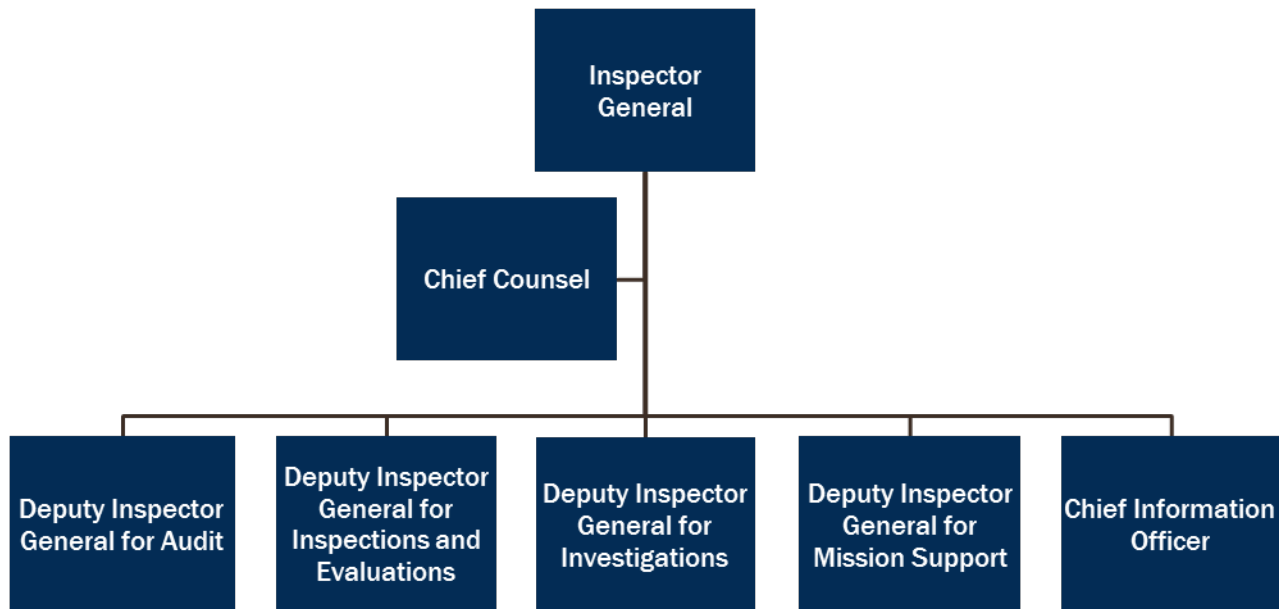 Inspector
General
Chief Counsel
Deputy Inspector
General for Audit
Deputy Inspector
General for
Inspections and
Evaluations
Deputy Inspector
General for
Investigations
Deputy Inspector
General for
Mission Support
Chief Information
Officer